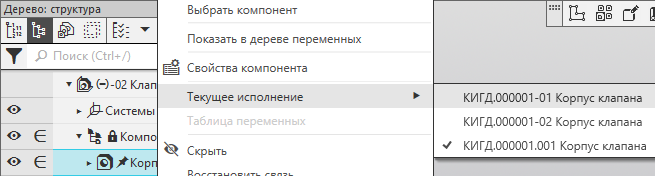 Дерево: структура
Поиск (Ctrl+/)
(-)-02 Клап
Системы
Компо
Корп
Выбрать компонент
Показать в дереве переменных
Свойства компонента
Текущее исполнение
Таблица переменных
Скрыть
Восстановить связь
КИГД.000001-01 Корпус клапана
КИГД.000001-02 Корпус клапана
КИГД.000001.001 Корпус клапана